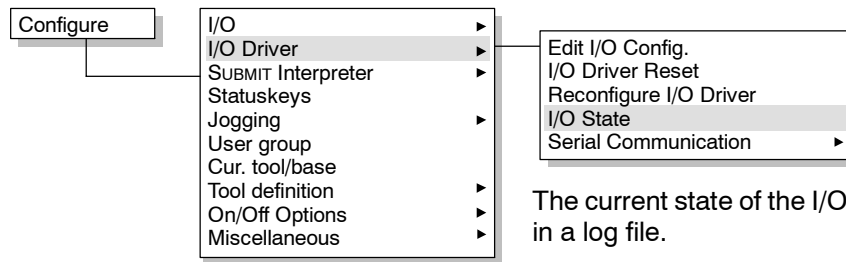 Configure
I/O
I/O Driver
SUBMIT Interpreter
Statuskeys
Jogging
User group
Cur. tool/base
Tool definition
On/Off Options
Miscellaneous
Edit I/O Config.
I/O Driver Reset
Reconfigure I/O Driver
I/O State
Serial Communication
The current state of the I/O
in a log file.